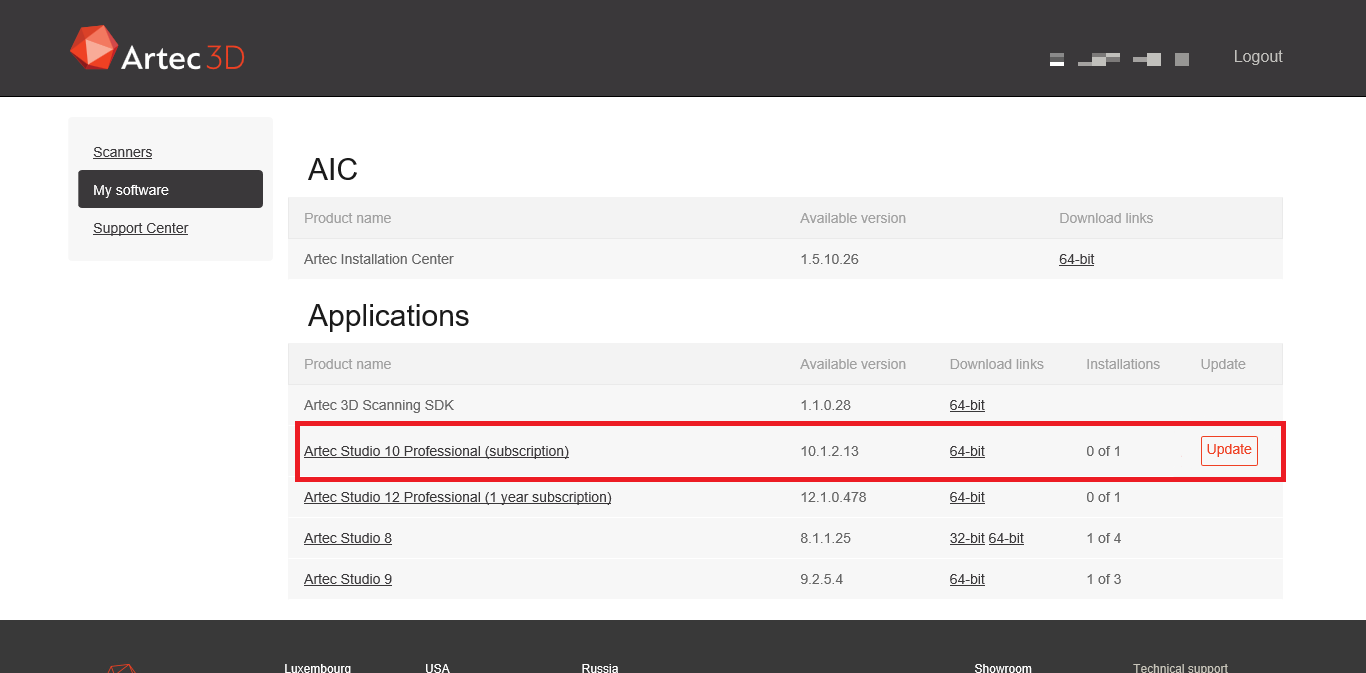 Artec 3D
Logout
Scanners
My software
Support Center
AIC
Product name Available version Download links
Artec Installation Center 1.5.10.26 64-bit
Applications
Product name Available version Download links Installations Update
Artec 3D Scanning SDK 1.1.0.28 64-bit
Artec Studio 10 Professional (subscription) 10.1.2.13 64-bit 0 of 1 Update
Artec Studio 12 Professional (1 year subscription) 12.1.0.478 64-bit 0 of 1
Artec Studio 8 8.1.1.25 32-bit 64-bit 1 of 4
Artec Studio 9 9.2.5.4 64-bit 1 of 3
Luxembourg USA Russia Showroom Technical support